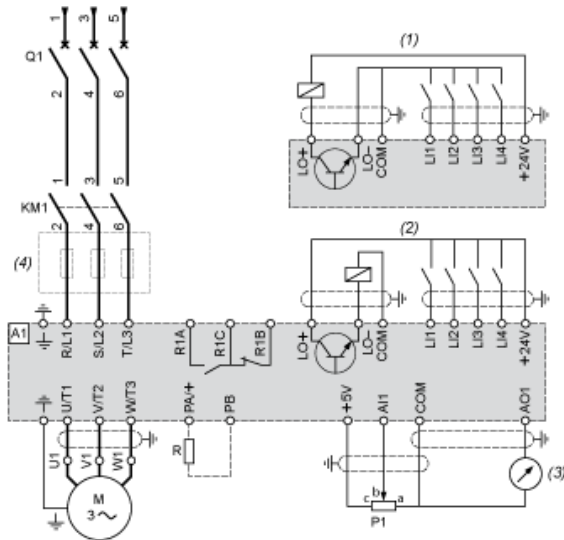 1 3 5
(1)
Q1
2 4 6
LO+ LO- COM LI1 LI2 LI3 LI4 +24V
1 3 5
KM1
2 4 6
(2)
(4)
A1
R/L1 S/L2 T/L3 R1A R1C R1B LO+ LO- COM LI1 LI2 LI3 LI4 +24V
U/T1 V/T2 W/T3 PA/+ PB +5V AI1 COM AO1
U1 V1 W1
R
(3)
M
3~
c b a
P1